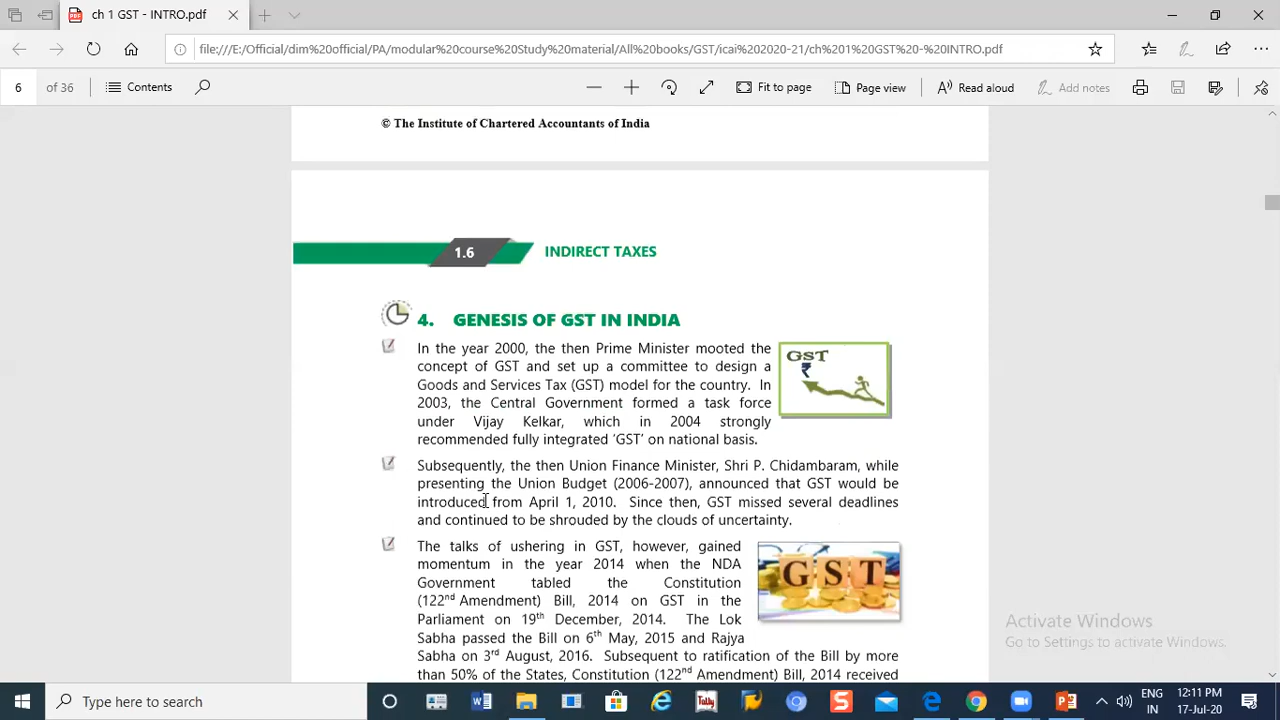 ch 1 GST - INTRO.pdf
file:///E:/Official/dim%20official/PA/modular%20course%20Study%20material/All%20books/GST/icai%202020-21/ch%201%20GST%20-%20INTRO.pdf
6 of 36 Contents Fit to page Page view Read aloud Add notes
© The Institute of Chartered Accountants of India
1.6 INDIRECT TAXES
4. GENESIS OF GST IN INDIA
In the year 2000, the then Prime Minister mooted the
concept of GST and set up a committee to design a
Goods and Services Tax (GST) model for the country. In
2003, the Central Government formed a task force
under Vijay Kelkar, which in 2004 strongly
recommended fully integrated 'GST' on national basis.
GST
₹
Subsequently, the then Union Finance Minister, Shri P. Chidambaram, while
presenting the Union Budget (2006-2007), announced that GST would be
introduced from April 1, 2010. Since then, GST missed several deadlines
and continued to be shrouded by the clouds of uncertainty.
The talks of ushering in GST, however, gained
momentum in the year 2014 when the NDA
Government tabled the Constitution
(122nd Amendment) Bill, 2014 on GST in the
Parliament on 19th December, 2014. The Lok
Sabha passed the Bill on 6th May, 2015 and Rajya
Sabha on 3rd August, 2016. Subsequent to ratification of the Bill by more
than 50% of the States, Constitution (122nd Amendment) Bill, 2014 received
GST
Activate Windows
Go to Settings to activate Windows.
Type here to search
Tally
ENG
IN
12:11 PM
17-Jul-20